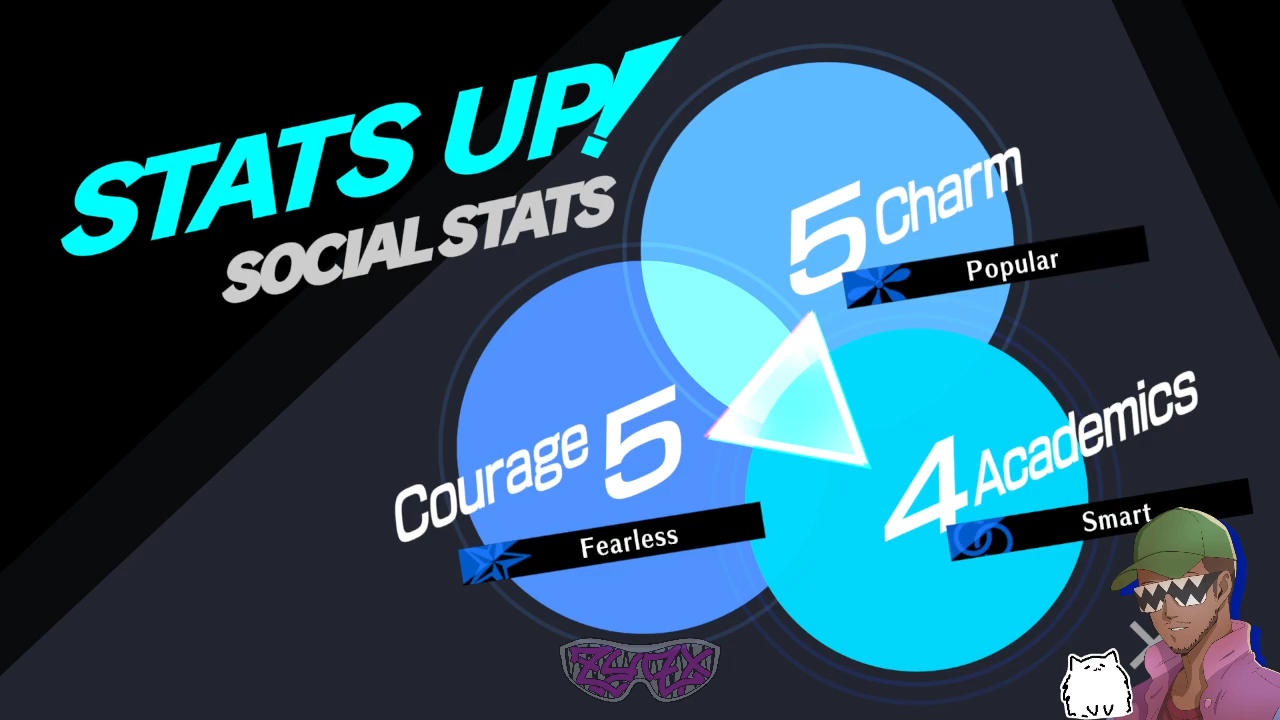 STATS UP!
SOCIAL STATS
5 Charm
Popular
Courage 5
Fearless
4 Academics
Smart